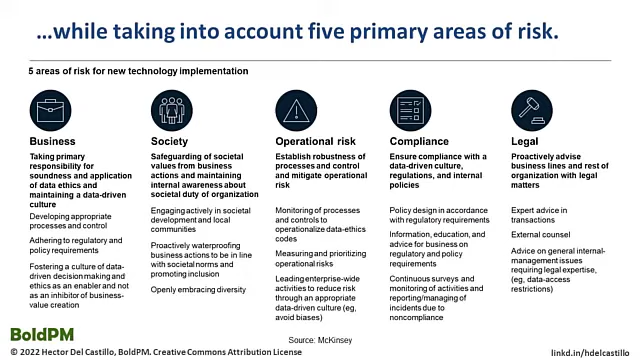 …while taking into account five primary areas of risk.
5 areas of risk for new technology implementation
Business
Taking primary
responsibility for
soundness and application
of data ethics and
maintaining a data-driven
culture
Developing appropriate
processes and control
Adhering to regulatory and
policy requirements
Fostering a culture of data-
driven decision making and
ethics as an enabler and not
as an inhibitor of business-
value creation
Society
Safeguarding of societal
values from business
actions and maintaining
internal awareness about
societal duty of organization
Engaging actively in societal
development and local
communities
Proactively waterproofing
business actions to be in line
with societal norms and
promoting inclusion
Openly embracing diversity
Operational risk
Establish robustness of
processes and control
and mitigate operational
risk
Monitoring of processes
and controls to
operationalize data-ethics
codes
Measuring and prioritizing
operational risks
Leading enterprise-wide
activities to reduce risk
through an appropriate
data-driven culture (eg,
avoid biases)
Compliance
Ensure compliance with a
data-driven culture,
regulations, and internal
policies
Policy design in accordance
with regulatory requirements
Information, education, and
advice for business on
regulatory and policy
requirements
Continuous surveys and
monitoring of activities and
reporting/managing of
incidents due to
noncompliance
Legal
Proactively advise
business lines and rest of
organization with legal
matters
Expert advice in
transactions
External counsel
Advice on general internal-
management issues
requiring legal expertise,
(eg, data-access
restrictions)
BoldPM
Source: McKinsey
© 2022 Hector Del Castillo, BoldPM. Creative Commons Attribution License
linkd.in/hdelcastillo